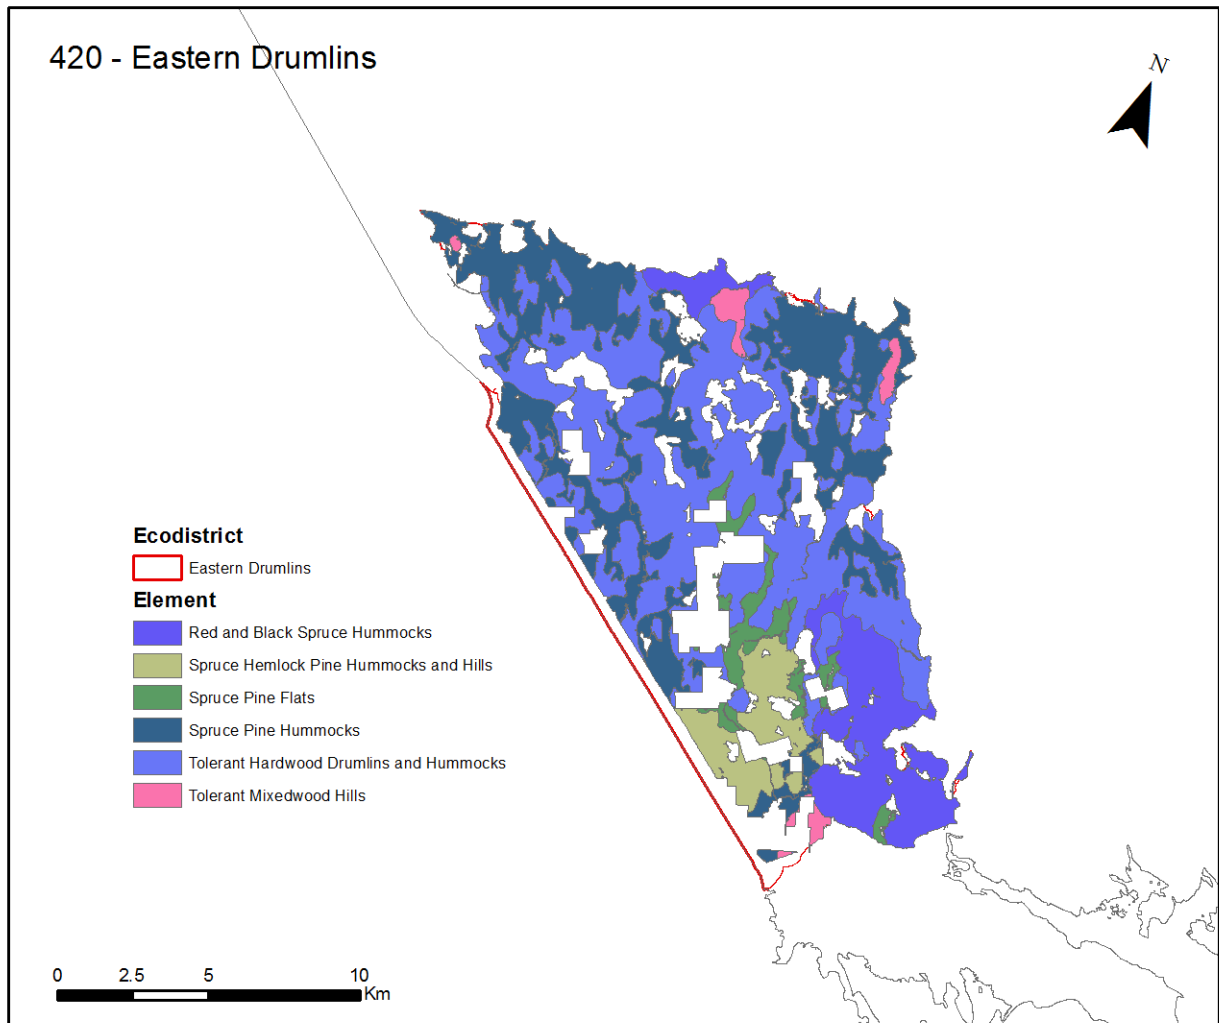 420 - Eastern Drumlins
N
Ecodistrict
Eastern Drumlins
Element
Red and Black Spruce Hummocks
Spruce Hemlock Pine Hummocks and Hills
Spruce Pine Flats
Spruce Pine Hummocks
Tolerant Hardwood Drumlins and Hummocks
Tolerant Mixedwood Hills
0 2.5 5 10
Km